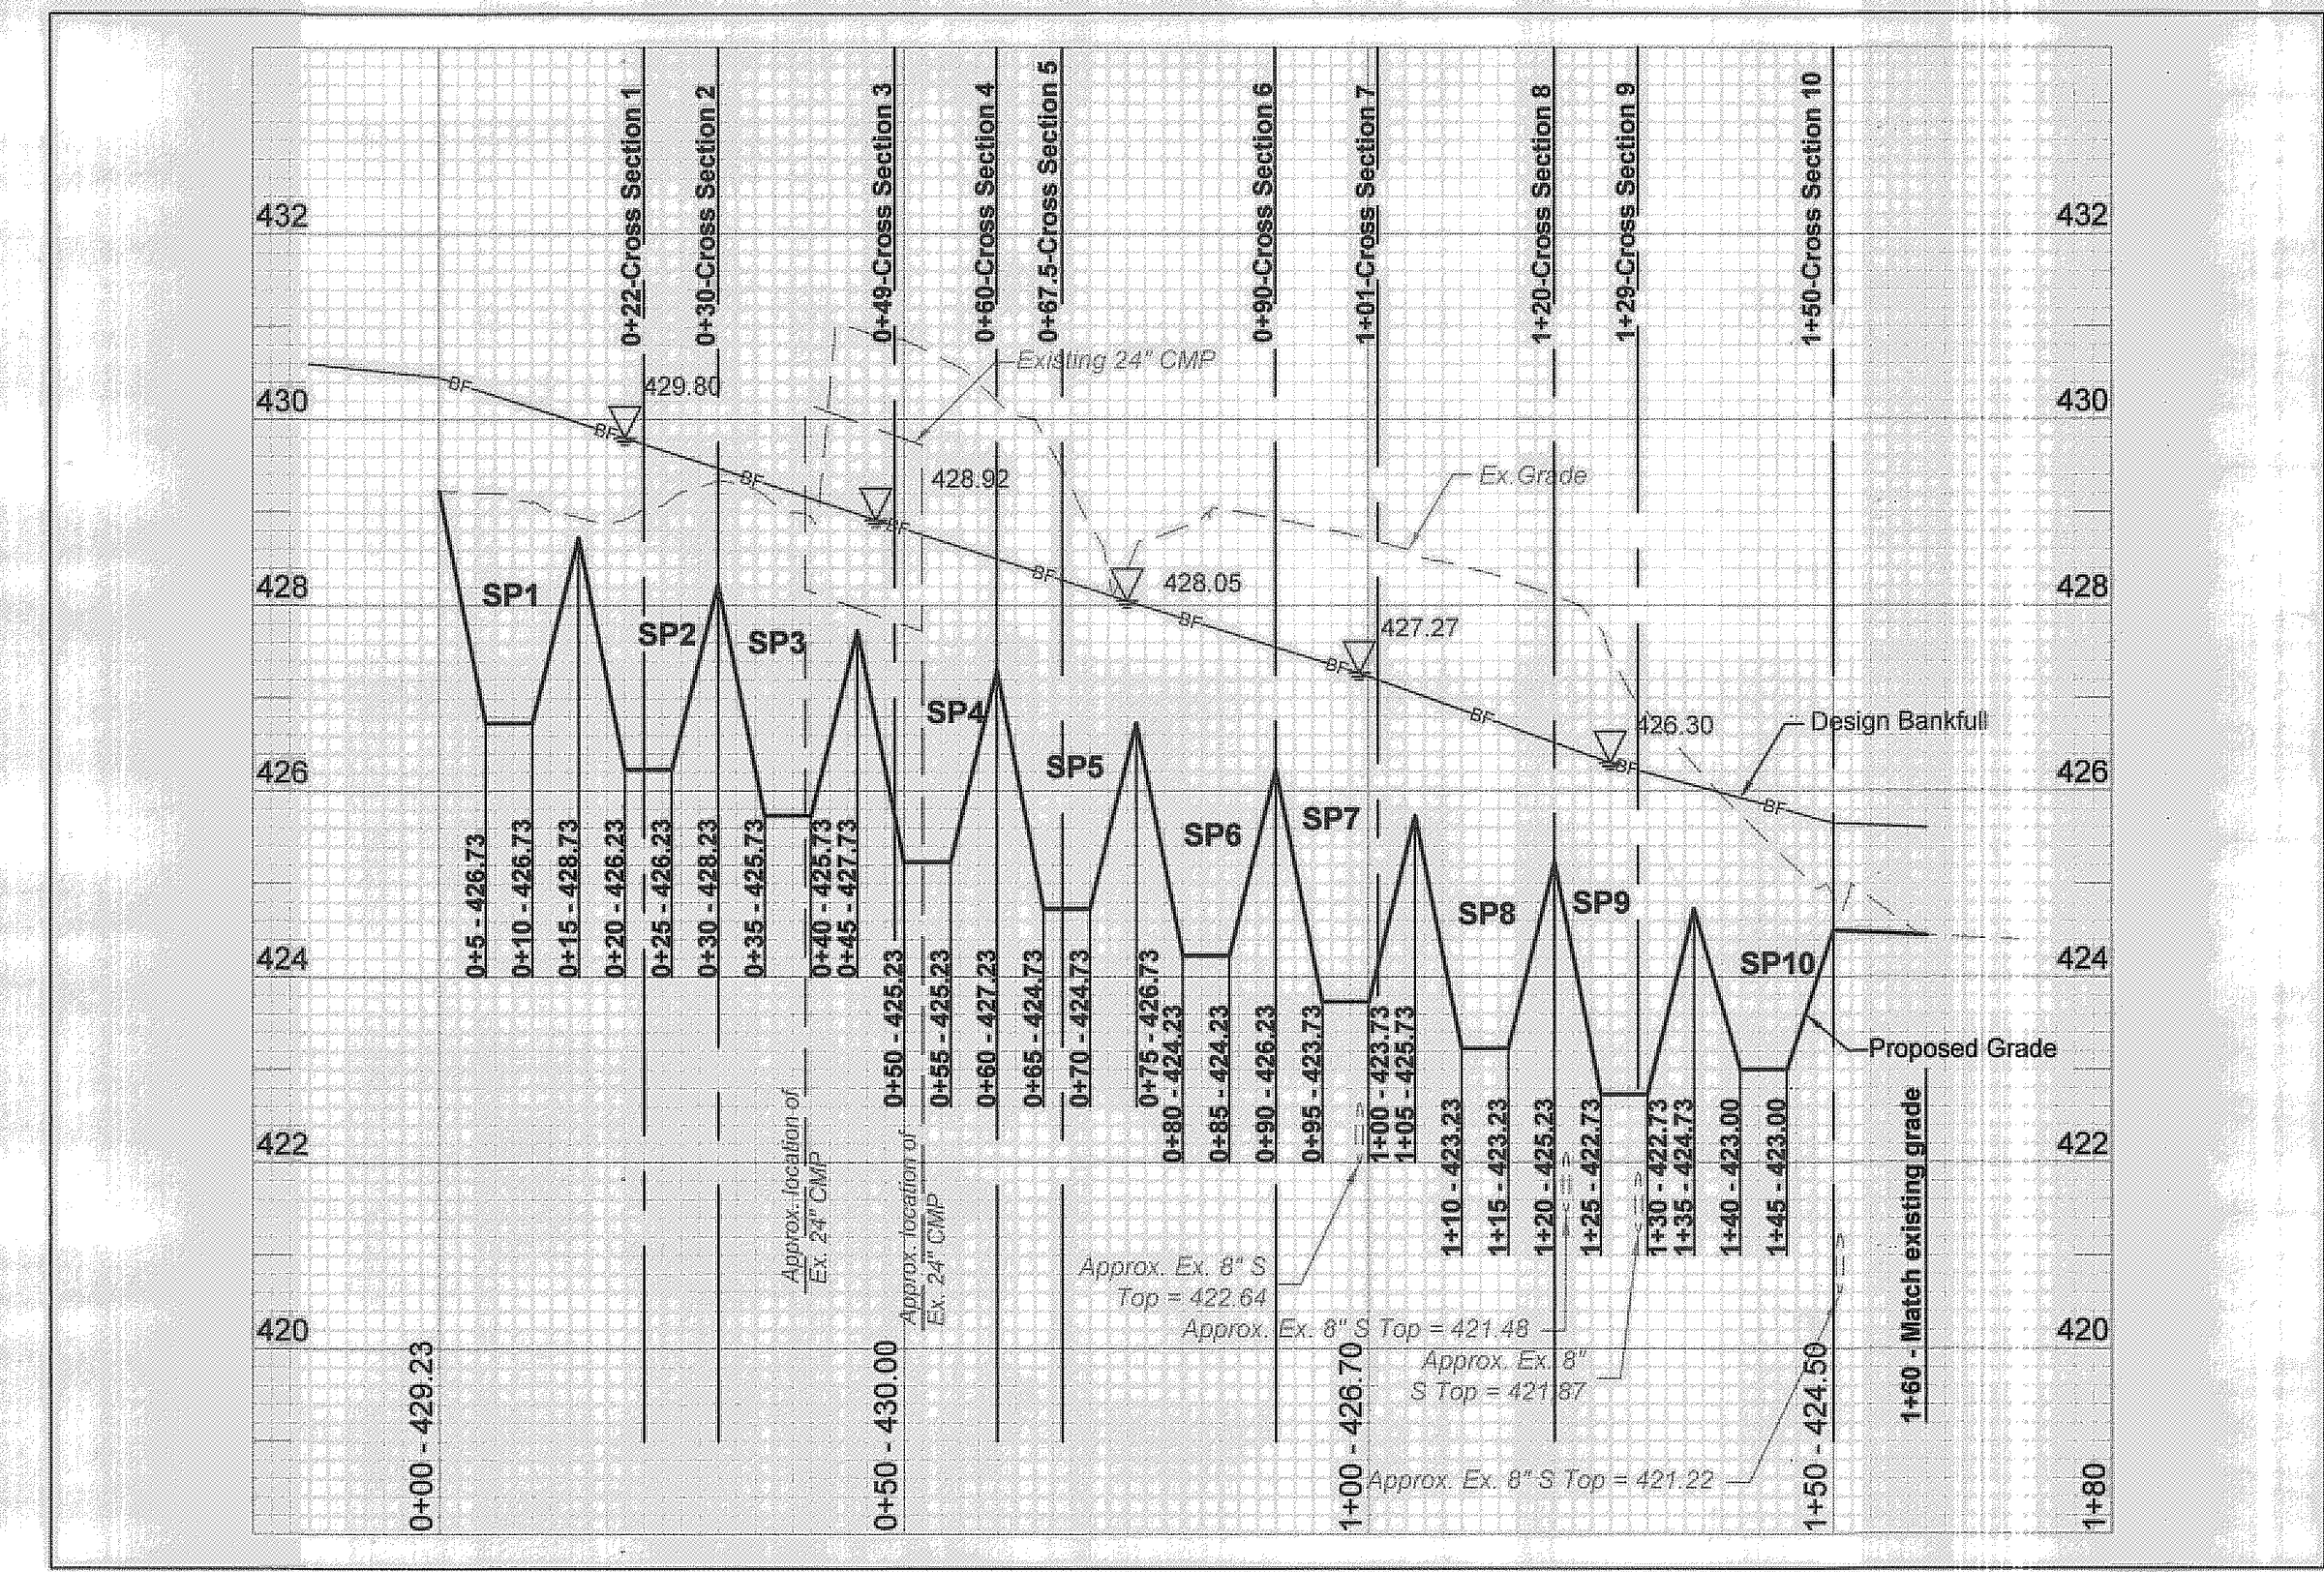 0+22-Cross Section 1
0+30-Cross Section 2
0+49-Cross Section 3
0+60-Cross Section 4
0+67.5-Cross Section 5
0+90-Cross Section 6
1+01-Cross Section 7
1+20-Cross Section 8
1+29-Cross Section 9
1+50-Cross Section 10
432
432
Existing 24" CMP
BF
429.80
430
430
BF
BF
428.92
Ex.Grade
BF
BF
428.05
428
428
SP1
BF
427.27
SP2
SP3
BF
SP4
BF
426.30
Design Bankfull
426
426
SP5
BF
BF
SP6
SP7
SP8
SP9
SP10
424
424
0+5 - 426.73
0+10 - 426.73
0+15 - 428.73
0+20 - 426.23
0+25 - 426.23
0+30 - 428.23
0+35 - 425.73
0+40 - 425.73
0+45 - 427.73
0+50 - 425.23
0+55 - 425.23
0+60 - 427.23
0+65 - 424.73
0+70 - 424.73
0+75 - 426.73
0+80 - 424.23
0+85 - 424.23
0+90 - 426.23
0+95 - 423.73
1+00 - 423.73
1+05 - 425.73
1+10 - 423.23
1+15 - 423.23
1+20 - 425.23
1+25 - 422.73
1+30 - 422.73
1+35 - 424.73
1+40 - 423.00
1+45 - 423.00
Proposed Grade
1+60 - Match existing grade
422
422
Approx. location of
Ex. 24" CMP
Approx. location of
Ex. 24" CMP
Approx. Ex. 8" S
Top = 422.64
Approx. Ex. 8" S Top = 421.48
Approx. Ex. 8"
S Top = 421.87
Approx. Ex. 8" S Top = 421.22
420
420
0+00 - 429.23
0+50 - 430.00
1+00 - 426.70
1+50 - 424.50
1+80